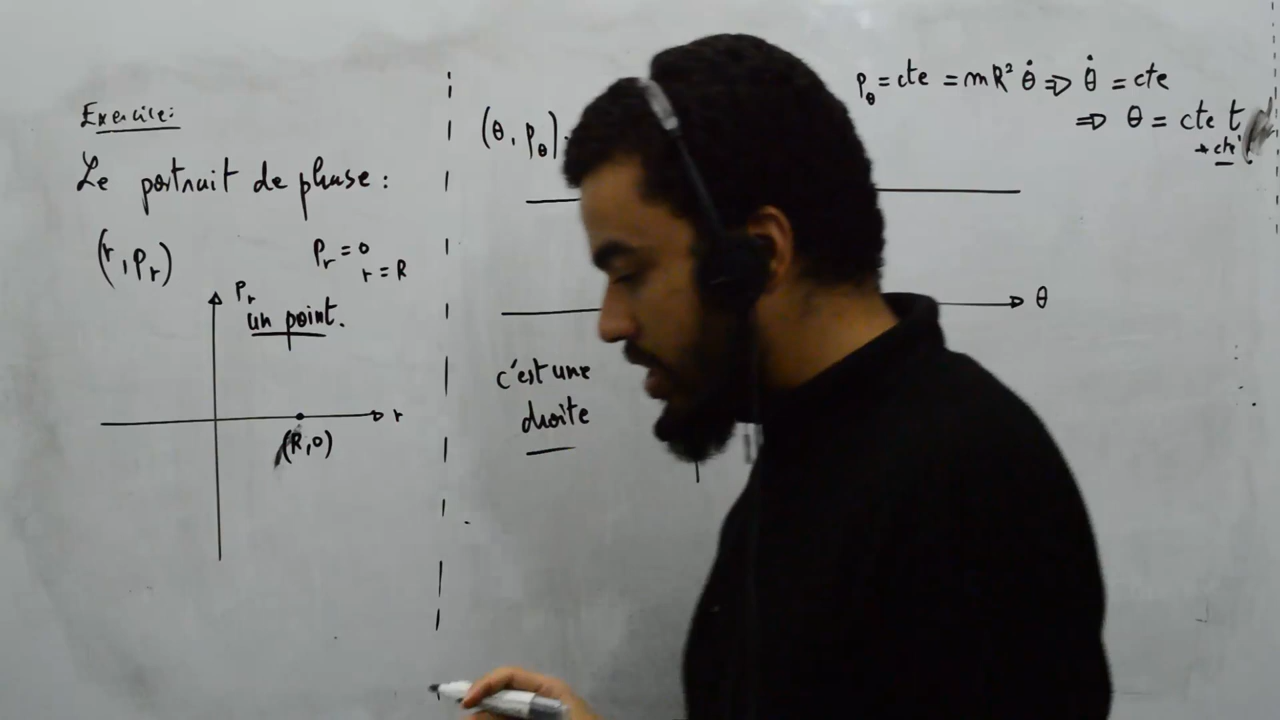 Exercice:
Le portrait de phase:
(r, Pr)
Pr = 0
r = R
Pr
un point.
r
(R,0)
(θ, Pθ).
Pθ = cte = mR² θ̇ ⇒ θ̇ = cte
⇒ θ = cte t
+ cte'
θ
c'est une
droite